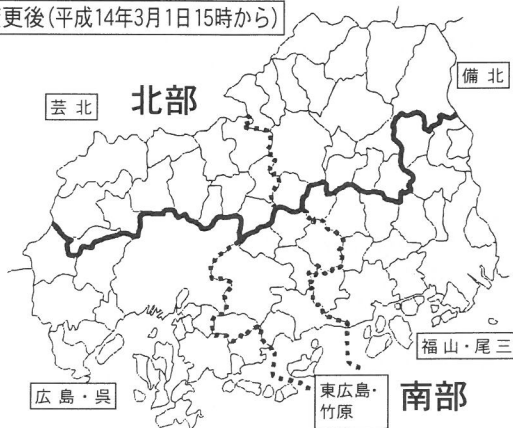 更後(平成14年3月1日15時から)
備北
芸北
北部
福山・尾三
広島・呉
東広島・
竹原
南部